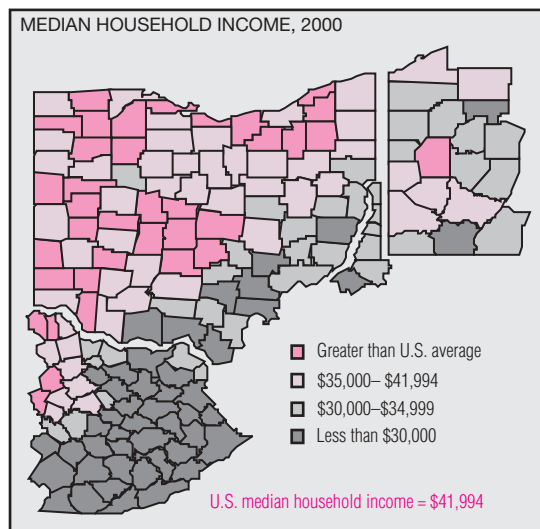 MEDIAN HOUSEHOLD INCOME, 2000
Greater than U.S. average
$35,000– $41,994
$30,000–$34,999
Less than $30,000
U.S. median household income = $41,994